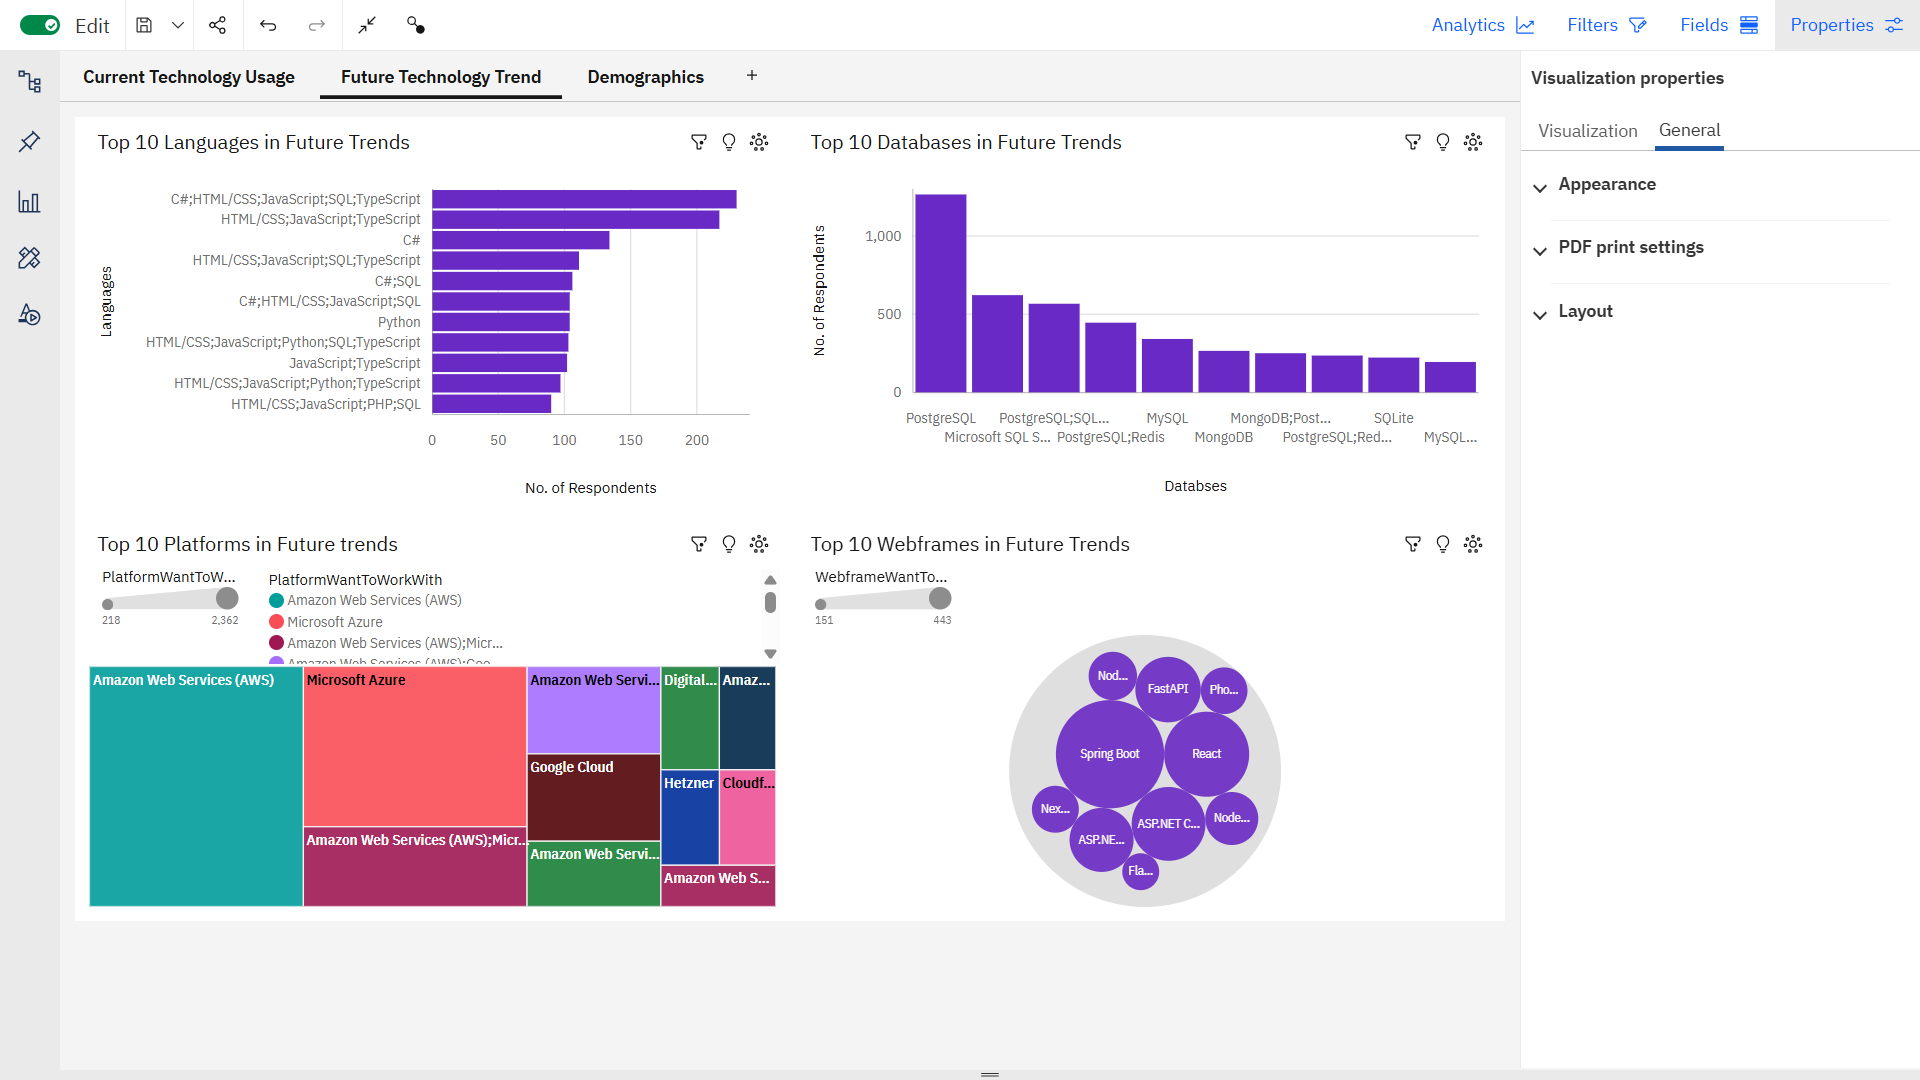 Edit
Analytics
Filters
Fields
Properties
Current Technology Usage
Future Technology Trend
Demographics
+
Visualization properties
Visualization
General
Appearance
PDF print settings
Layout
Top 10 Languages in Future Trends
Languages
C#;HTML/CSS;JavaScript;SQL;TypeScript
HTML/CSS;JavaScript;TypeScript
C#
HTML/CSS;JavaScript;SQL;TypeScript
C#;SQL
C#;HTML/CSS;JavaScript;SQL
Python
HTML/CSS;JavaScript;Python;SQL;TypeScript
JavaScript;TypeScript
HTML/CSS;JavaScript;Python;TypeScript
HTML/CSS;JavaScript;PHP;SQL
0 50 100 150 200
No. of Respondents
Top 10 Databases in Future Trends
No. of Respondents
1,000
500
0
PostgreSQL PostgreSQL;SQL... MySQL MongoDB;Post... SQLite
Microsoft SQL S... PostgreSQL;Redis MongoDB PostgreSQL;Red... MySQL...
Databses
Top 10 Platforms in Future trends
PlatformWantToW...
218 2,362
PlatformWantToWorkWith
Amazon Web Services (AWS)
Microsoft Azure
Amazon Web Services (AWS);Micr...
Amazon Web Services (AWS);Goo...
Amazon Web Services (AWS)
Microsoft Azure
Amazon Web Servi...
Digital...
Amaz...
Google Cloud
Hetzner
Cloudf...
Amazon Web Services (AWS);Micr...
Amazon Web Servi...
Amazon Web S...
Top 10 Webframes in Future Trends
WebframeWantTo...
151 443
Nod...
FastAPI
Pho...
Spring Boot
React
Nex...
ASP.NE...
ASP.NET C...
Node...
Fla...